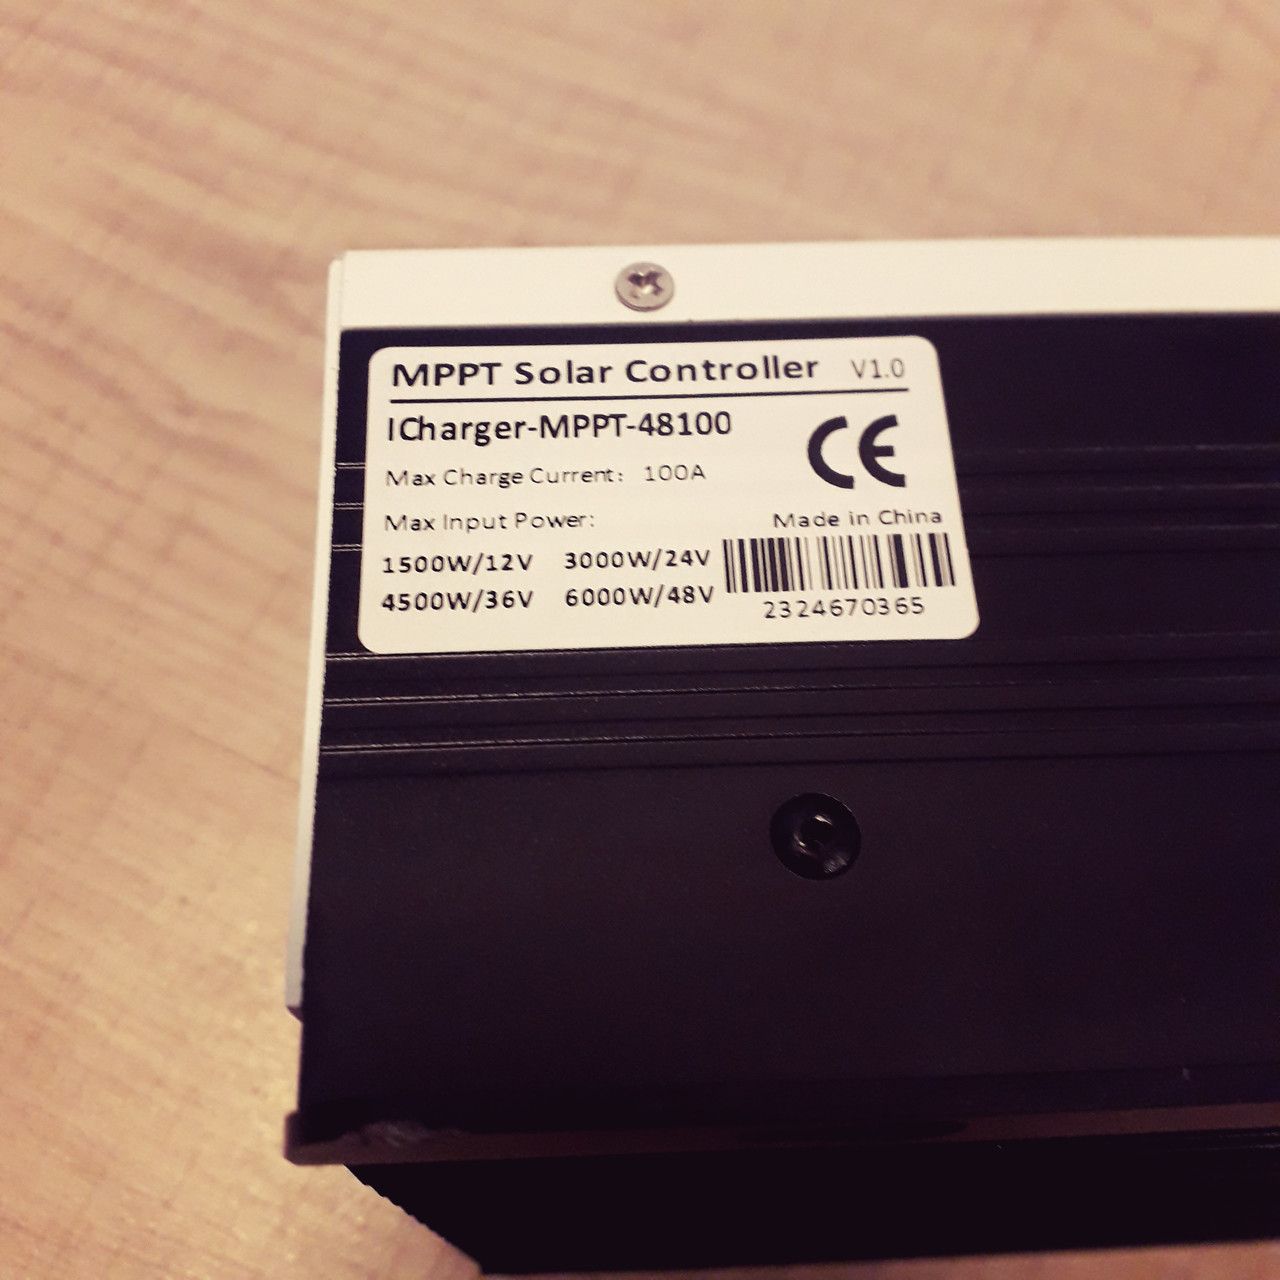 MPPT Solar Controller V1.0
ICharger-MPPT-48100
CE
Max Charge Current: 100A
Max Input Power:
Made in China
1500W/12V 3000W/24V
4500W/36V 6000W/48V
2324670365